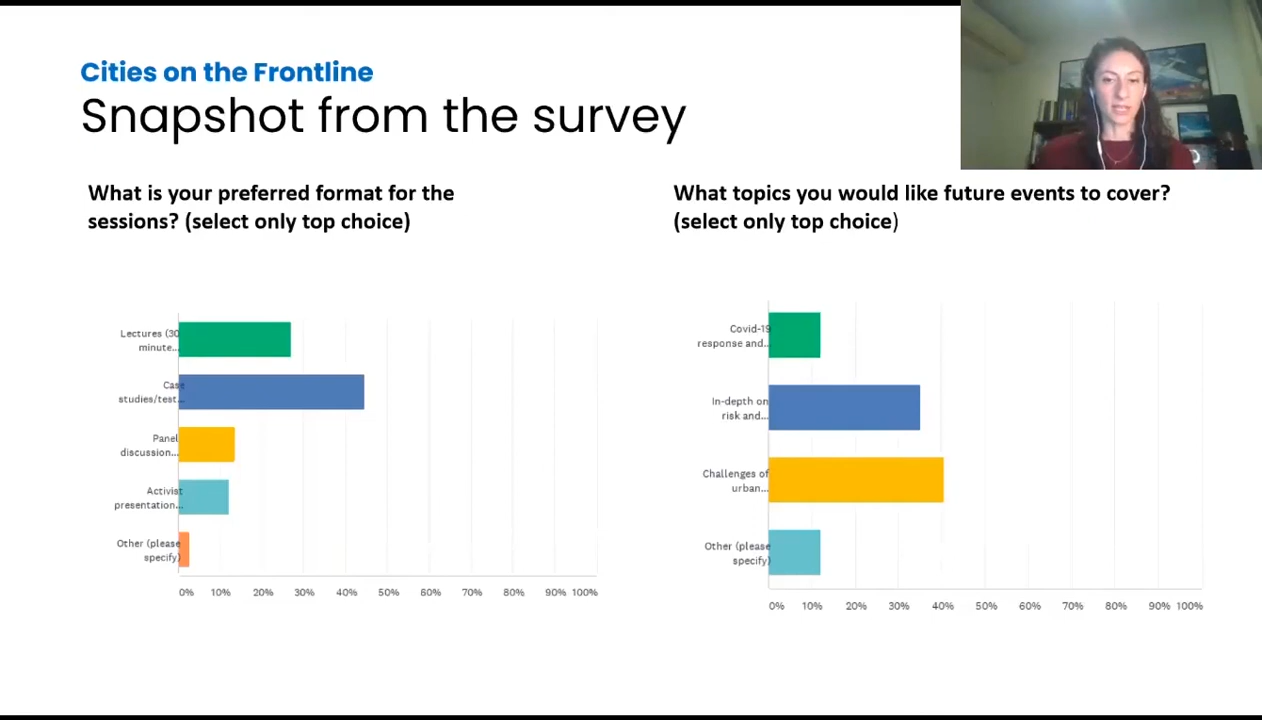 Cities on the Frontline
Snapshot from the survey
What is your preferred format for the
sessions? (select only top choice)
Lectures (30
minute...
Case
studies/test...
Panel
discussion...
Activist
presentation...
Other (please
specify)
0% 10% 20% 30% 40% 50% 60% 70% 80% 90% 100%
What topics you would like future events to cover?
(select only top choice)
Covid-19
response and...
In-depth on
risk and...
Challenges of
urban...
Other (please
specify)
0% 10% 20% 30% 40% 50% 60% 70% 80% 90% 100%